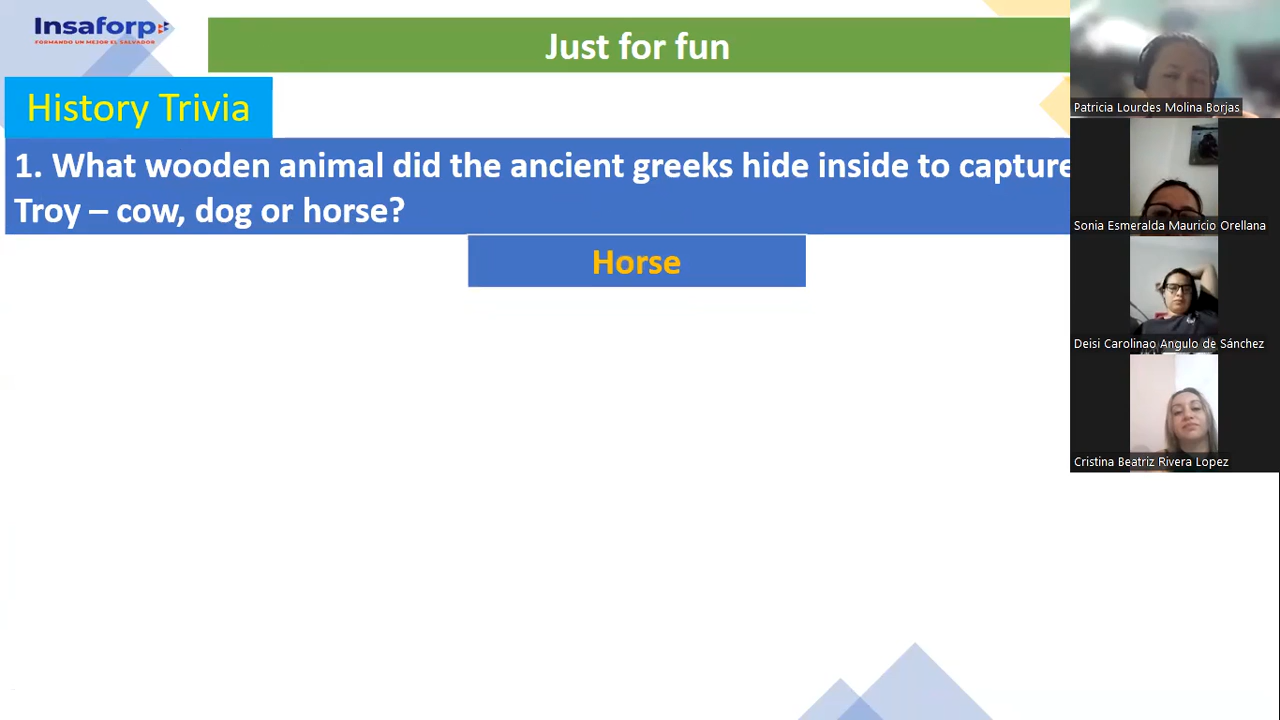 Insaforp
FORMANDO UN MEJOR EL SALVADOR
Just for fun
History Trivia
1. What wooden animal did the ancient greeks hide inside to capture
Troy – cow, dog or horse?
Horse
Patricia Lourdes Molina Borjas
Sonia Esmeralda Mauricio Orellana
Deisi Carolinao Angulo de Sánchez
Cristina Beatriz Rivera Lopez